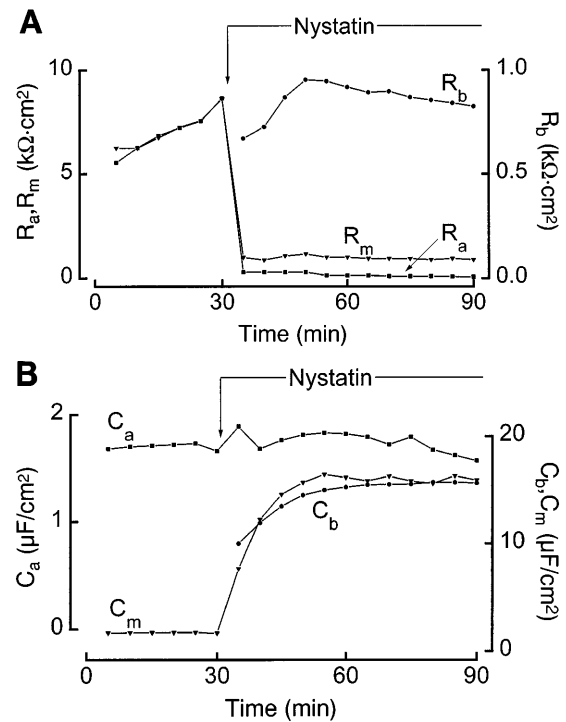 A
Nystatin
10
5
0
Ra,Rm (kΩ·cm2)
1.0
0.5
0.0
Rb (kΩ·cm2)
Rb
Rm
Ra
0 30 60 90
Time (min)
B
Nystatin
2
1
0
Ca (µF/cm2)
20
10
0
Cb,Cm (µF/cm2)
Ca
Cb
Cm
0 30 60 90
Time (min)